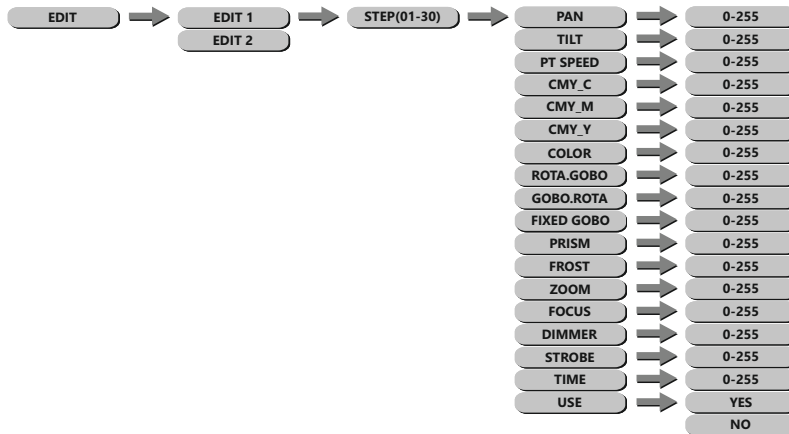 EDIT EDIT 1 STEP(01-30) PAN 0-255
EDIT 2 TILT 0-255
PT SPEED 0-255
CMY_C 0-255
CMY_M 0-255
CMY_Y 0-255
COLOR 0-255
ROTA.GOBO 0-255
GOBO.ROTA 0-255
FIXED GOBO 0-255
PRISM 0-255
FROST 0-255
ZOOM 0-255
FOCUS 0-255
DIMMER 0-255
STROBE 0-255
TIME 0-255
USE YES
NO